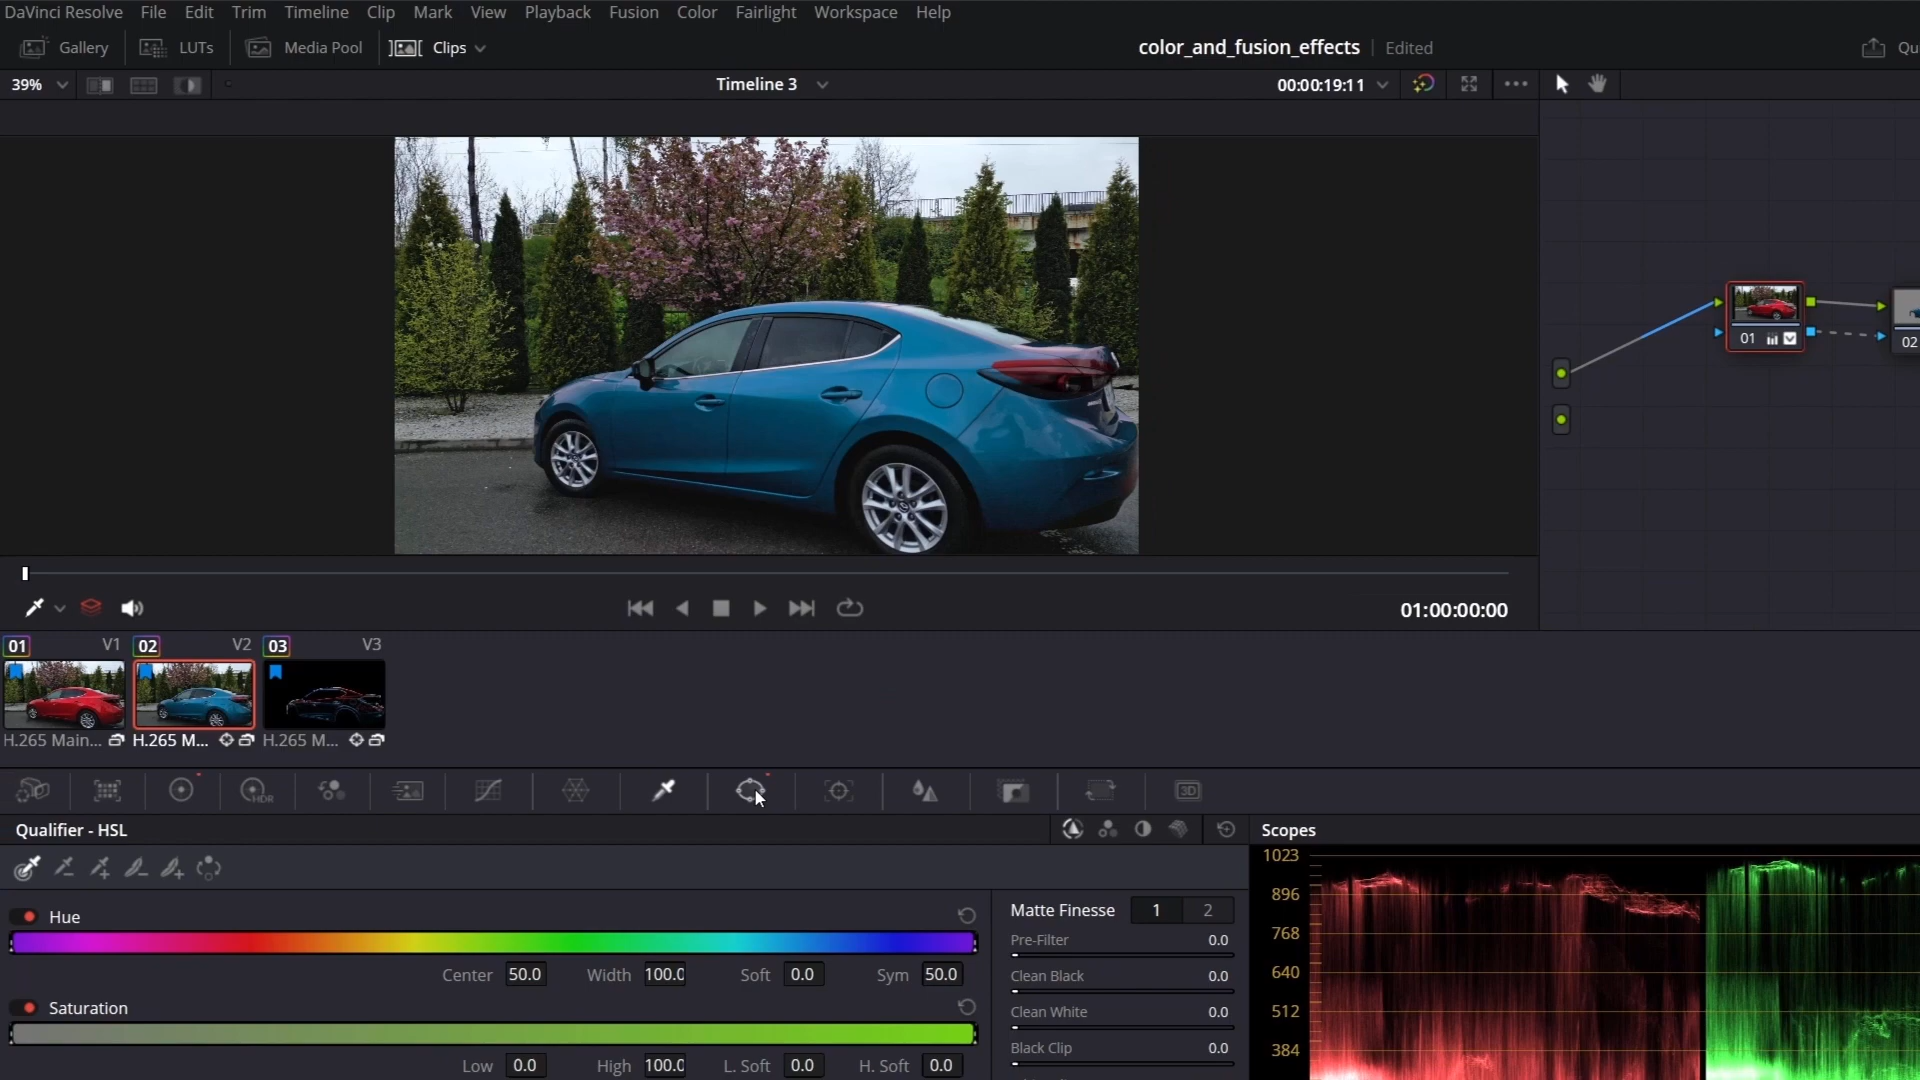 DaVinci Resolve File Edit Trim Timeline Clip Mark View Playback Fusion Color Fairlight Workspace Help
Gallery LUTs Media Pool Clips color_and_fusion_effects Edited
39% Timeline 3 00:00:19:11
01
02
01:00:00:00
01 V1 02 V2 03 V3
H.265 Main... H.265 M... H.265 M...
HDR 3D
Qualifier - HSL Scopes
1023
896
768
640
512
384
Hue
Center 50.0 Width 100.0 Soft 0.0 Sym 50.0
Saturation
Low 0.0 High 100.0 L. Soft 0.0 H. Soft 0.0
Matte Finesse 1 2
Pre-Filter 0.0
Clean Black 0.0
Clean White 0.0
Black Clip 0.0